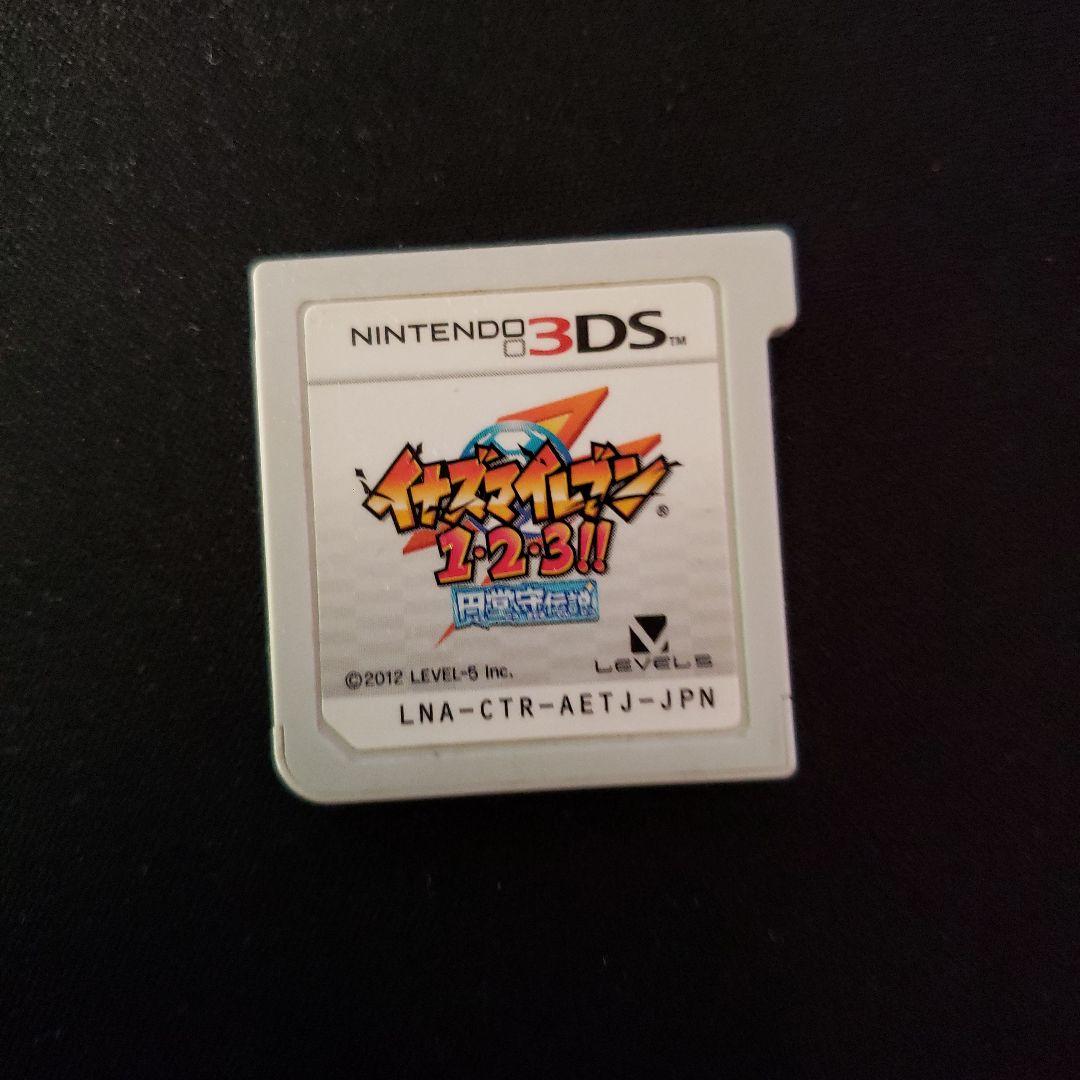 NINTENDO 3DS™
イナズマイレブン®
1・2・3!!
円堂守伝説
LEVEL5
©2012 LEVEL-5 Inc.
LNA-CTR-AETJ-JPN